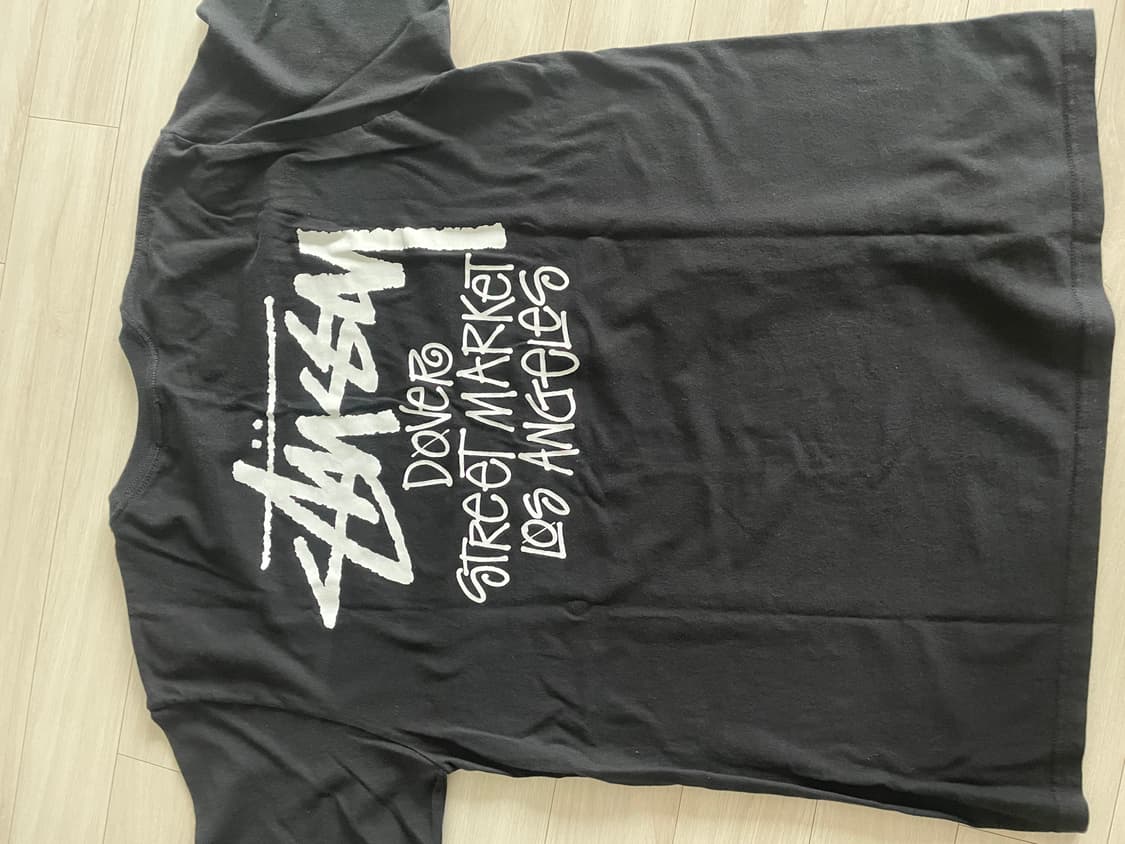 Stüssy
DOVER
STREET MARKET
LOS ANGELES